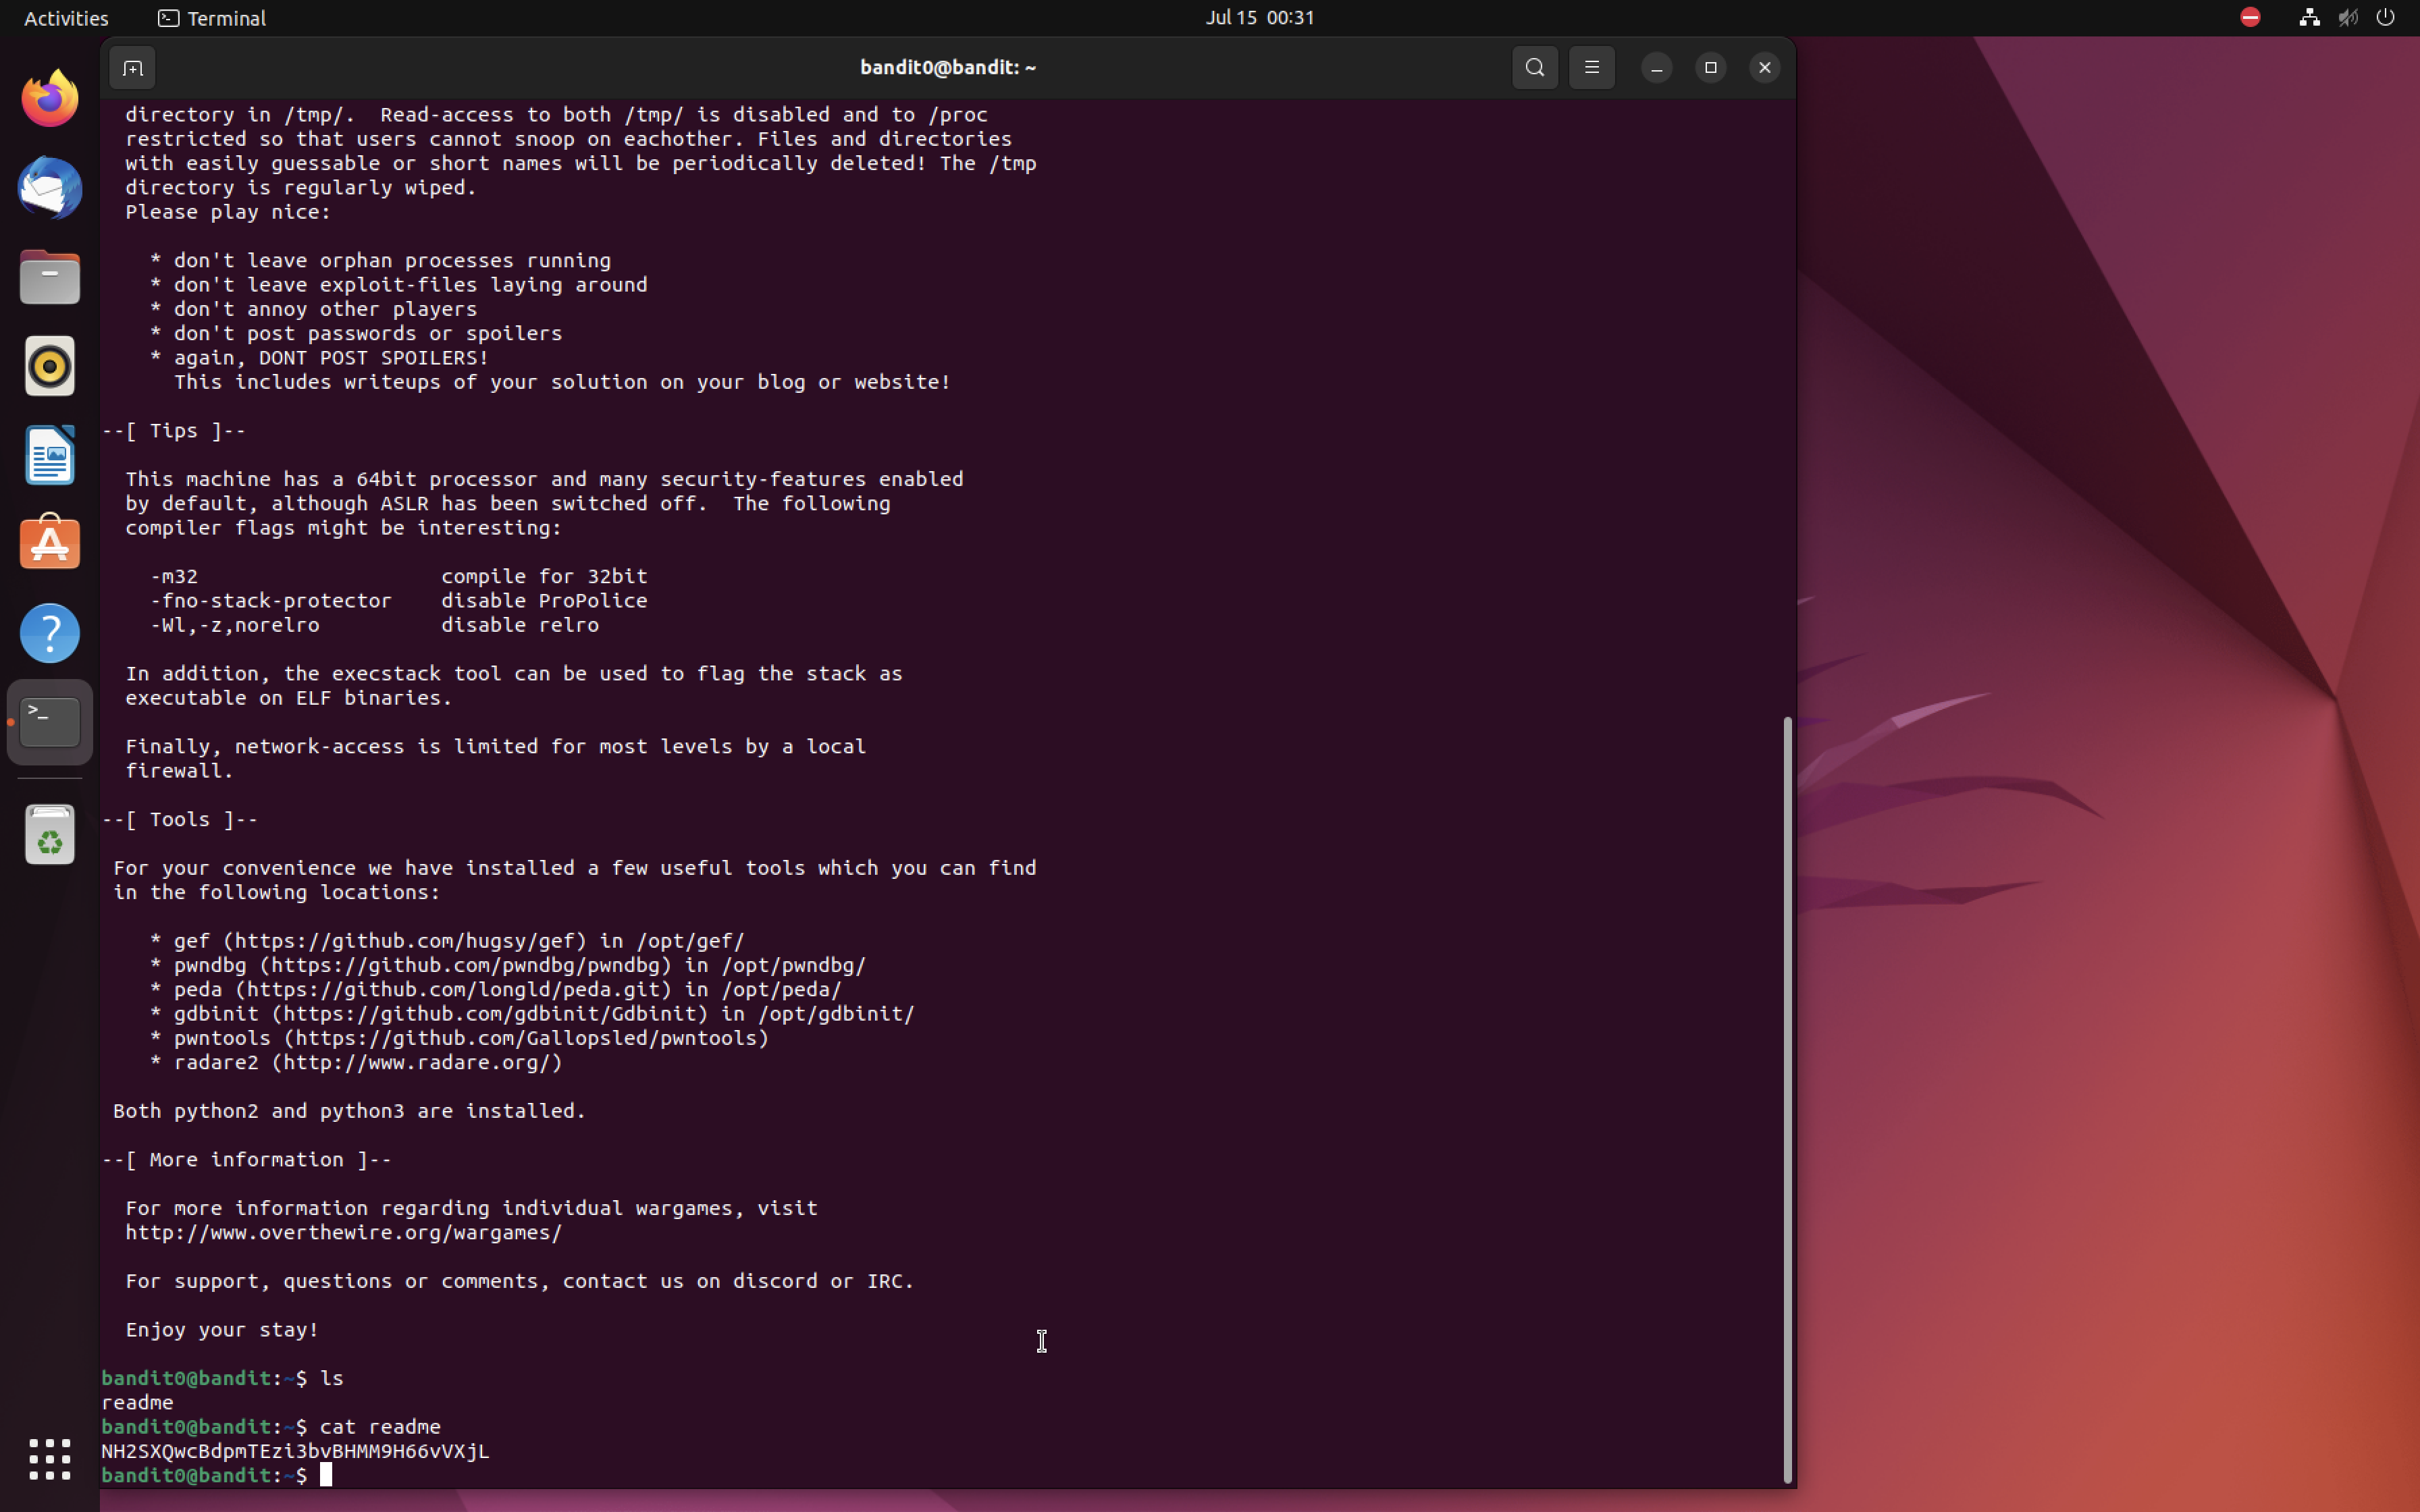 Activities
Terminal
Jul 15 00:31
bandit0@bandit: ~
directory in /tmp/.  Read-access to both /tmp/ is disabled and to /proc
restricted so that users cannot snoop on eachother. Files and directories
with easily guessable or short names will be periodically deleted! The /tmp
directory is regularly wiped.
Please play nice:
* don't leave orphan processes running
* don't leave exploit-files laying around
* don't annoy other players
* don't post passwords or spoilers
* again, DONT POST SPOILERS!
This includes writeups of your solution on your blog or website!
--[ Tips ]--
This machine has a 64bit processor and many security-features enabled
by default, although ASLR has been switched off.  The following
compiler flags might be interesting:
-m32                    compile for 32bit
-fno-stack-protector    disable ProPolice
-Wl,-z,norelro          disable relro
In addition, the execstack tool can be used to flag the stack as
executable on ELF binaries.
Finally, network-access is limited for most levels by a local
firewall.
--[ Tools ]--
For your convenience we have installed a few useful tools which you can find
in the following locations:
* gef (https://github.com/hugsy/gef) in /opt/gef/
* pwndbg (https://github.com/pwndbg/pwndbg) in /opt/pwndbg/
* peda (https://github.com/longld/peda.git) in /opt/peda/
* gdbinit (https://github.com/gdbinit/Gdbinit) in /opt/gdbinit/
* pwntools (https://github.com/Gallopsled/pwntools)
* radare2 (http://www.radare.org/)
Both python2 and python3 are installed.
--[ More information ]--
For more information regarding individual wargames, visit
http://www.overthewire.org/wargames/
For support, questions or comments, contact us on discord or IRC.
Enjoy your stay!
bandit0@bandit:~$ ls
readme
bandit0@bandit:~$ cat readme
NH2SXQwcBdpmTEzi3bvBHMM9H66vVXjL
bandit0@bandit:~$